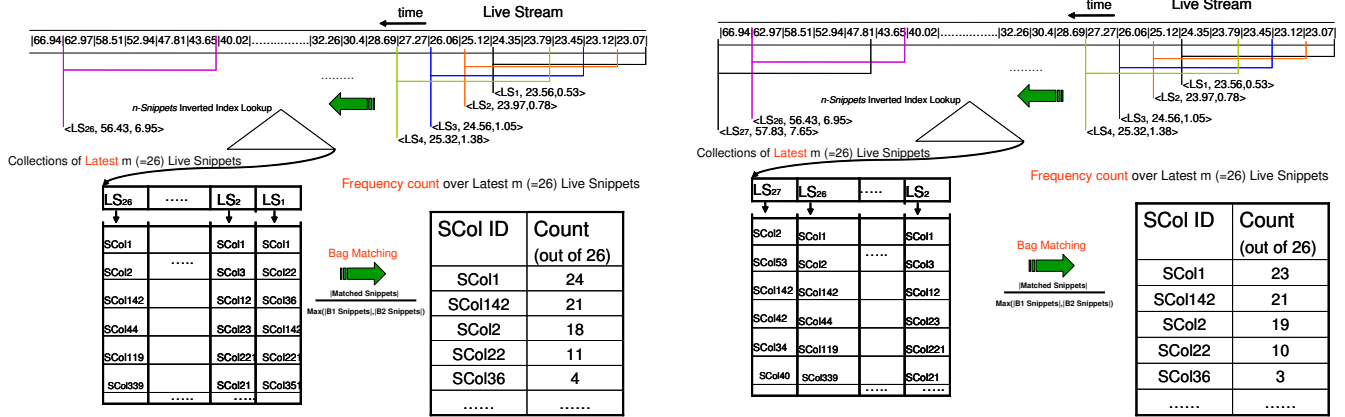 time
Live Stream
|66.94|62.97|58.51|52.94|47.81|43.65|40.02|.........................|32.26|30.4|28.69|27.27|26.06|25.12|24.35|23.79|23.45|23.12|23.07|
.........
<LS1, 23.56,0.53>
n-Snippets Inverted Index Lookup
<LS2, 23.97,0.78>
<LS26, 56.43, 6.95>
<LS3, 24.56,1.05>
<LS4, 25.32,1.38>
Collections of Latest m (=26) Live Snippets
Frequency count over Latest m (=26) Live Snippets
LS26 ..... LS2 LS1
SCol1 SCol1 SCol1
.....
SCol2 SCol3 SCol22
SCol142 SCol12 SCol36
SCol44 SCol23 SCol142
SCol119 SCol221 SCol221
SCol339 SCol21 SCol351
..... ..... .....
Bag Matching
|Matched Snippets|
Max(|B1 Snippets|,|B2 Snippets|)
SCol ID Count
(out of 26)
SCol1 24
SCol142 21
SCol2 18
SCol22 11
SCol36 4
...... ......
time
Live Stream
|66.94|62.97|58.51|52.94|47.81|43.65|40.02|.........................|32.26|30.4|28.69|27.27|26.06|25.12|24.35|23.79|23.45|23.12|23.07|
.........
<LS1, 23.56,0.53>
n-Snippets Inverted Index Lookup
<LS2, 23.97,0.78>
<LS26, 56.43, 6.95>
<LS3, 24.56,1.05>
<LS27, 57.83, 7.65>
<LS4, 25.32,1.38>
Collections of Latest m (=26) Live Snippets
Frequency count over Latest m (=26) Live Snippets
LS27 LS26 ..... LS2
SCol2 SCol1 SCol1
.....
SCol53 SCol2 SCol3
SCol142 SCol142 SCol12
SCol42 SCol44 SCol23
SCol34 SCol119 SCol221
SCol40 SCol339 SCol21
..... .....
Bag Matching
|Matched Snippets|
Max(|B1 Snippets|,|B2 Snippets|)
SCol ID Count
(out of 26)
SCol1 23
SCol142 21
SCol2 19
SCol22 10
SCol36 3
...... ......